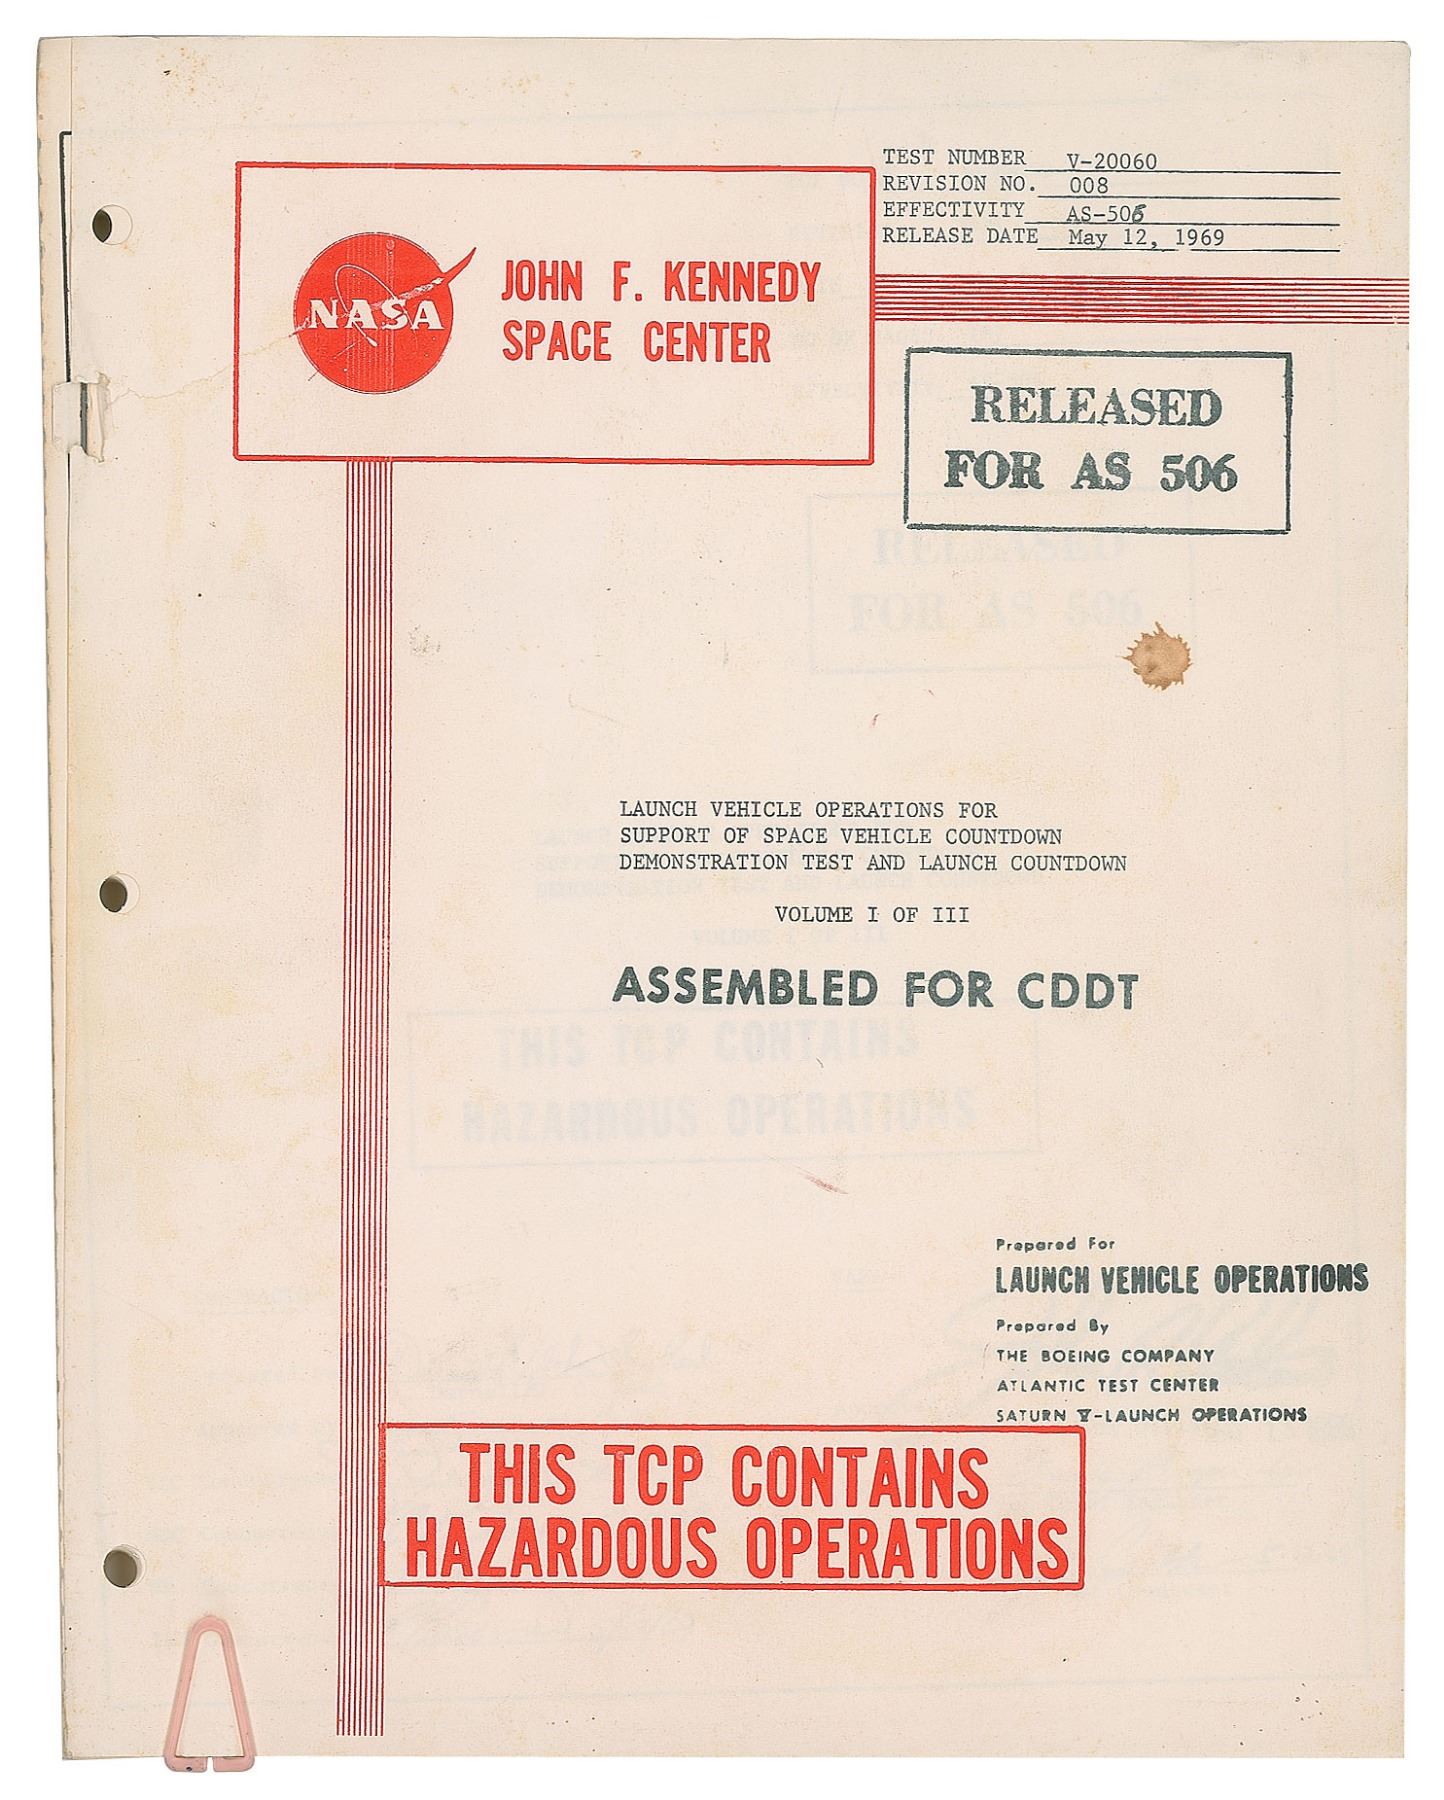 TEST NUMBER V-20060
REVISION NO. 008
EFFECTIVITY AS-506
RELEASE DATE May 12, 1969
NASA
JOHN F. KENNEDY
SPACE CENTER
RELEASED
FOR AS 506
LAUNCH VEHICLE OPERATIONS FOR
SUPPORT OF SPACE VEHICLE COUNTDOWN
DEMONSTRATION TEST AND LAUNCH COUNTDOWN
VOLUME I OF III
ASSEMBLED FOR CDDT
Prepared For
LAUNCH VEHICLE OPERATIONS
Prepared By
THE BOEING COMPANY
ATLANTIC TEST CENTER
SATURN V-LAUNCH OPERATIONS
THIS TCP CONTAINS
HAZARDOUS OPERATIONS